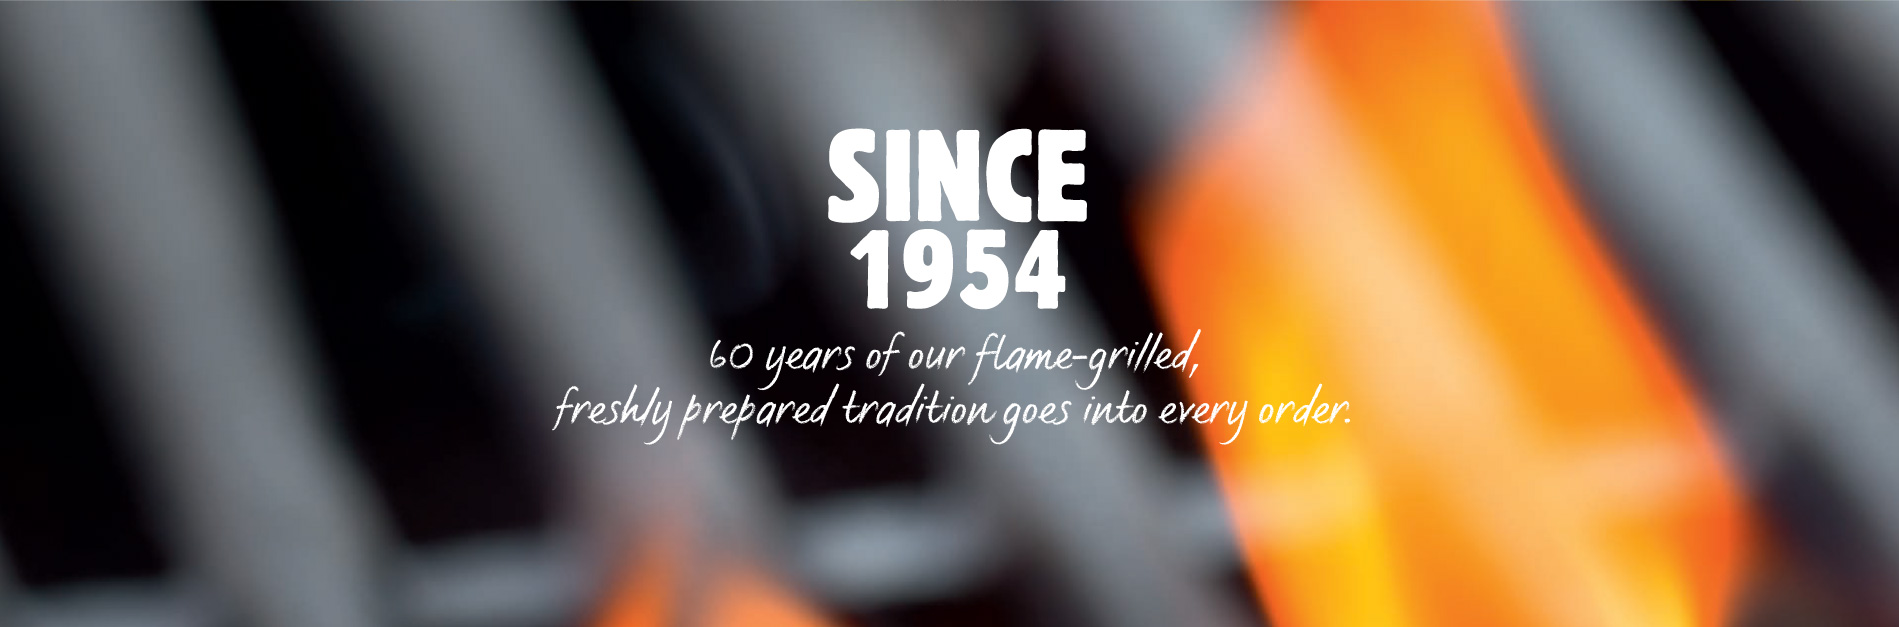 SINCE
1954
60 years of our flame-grilled,
freshly prepared tradition goes into every order.